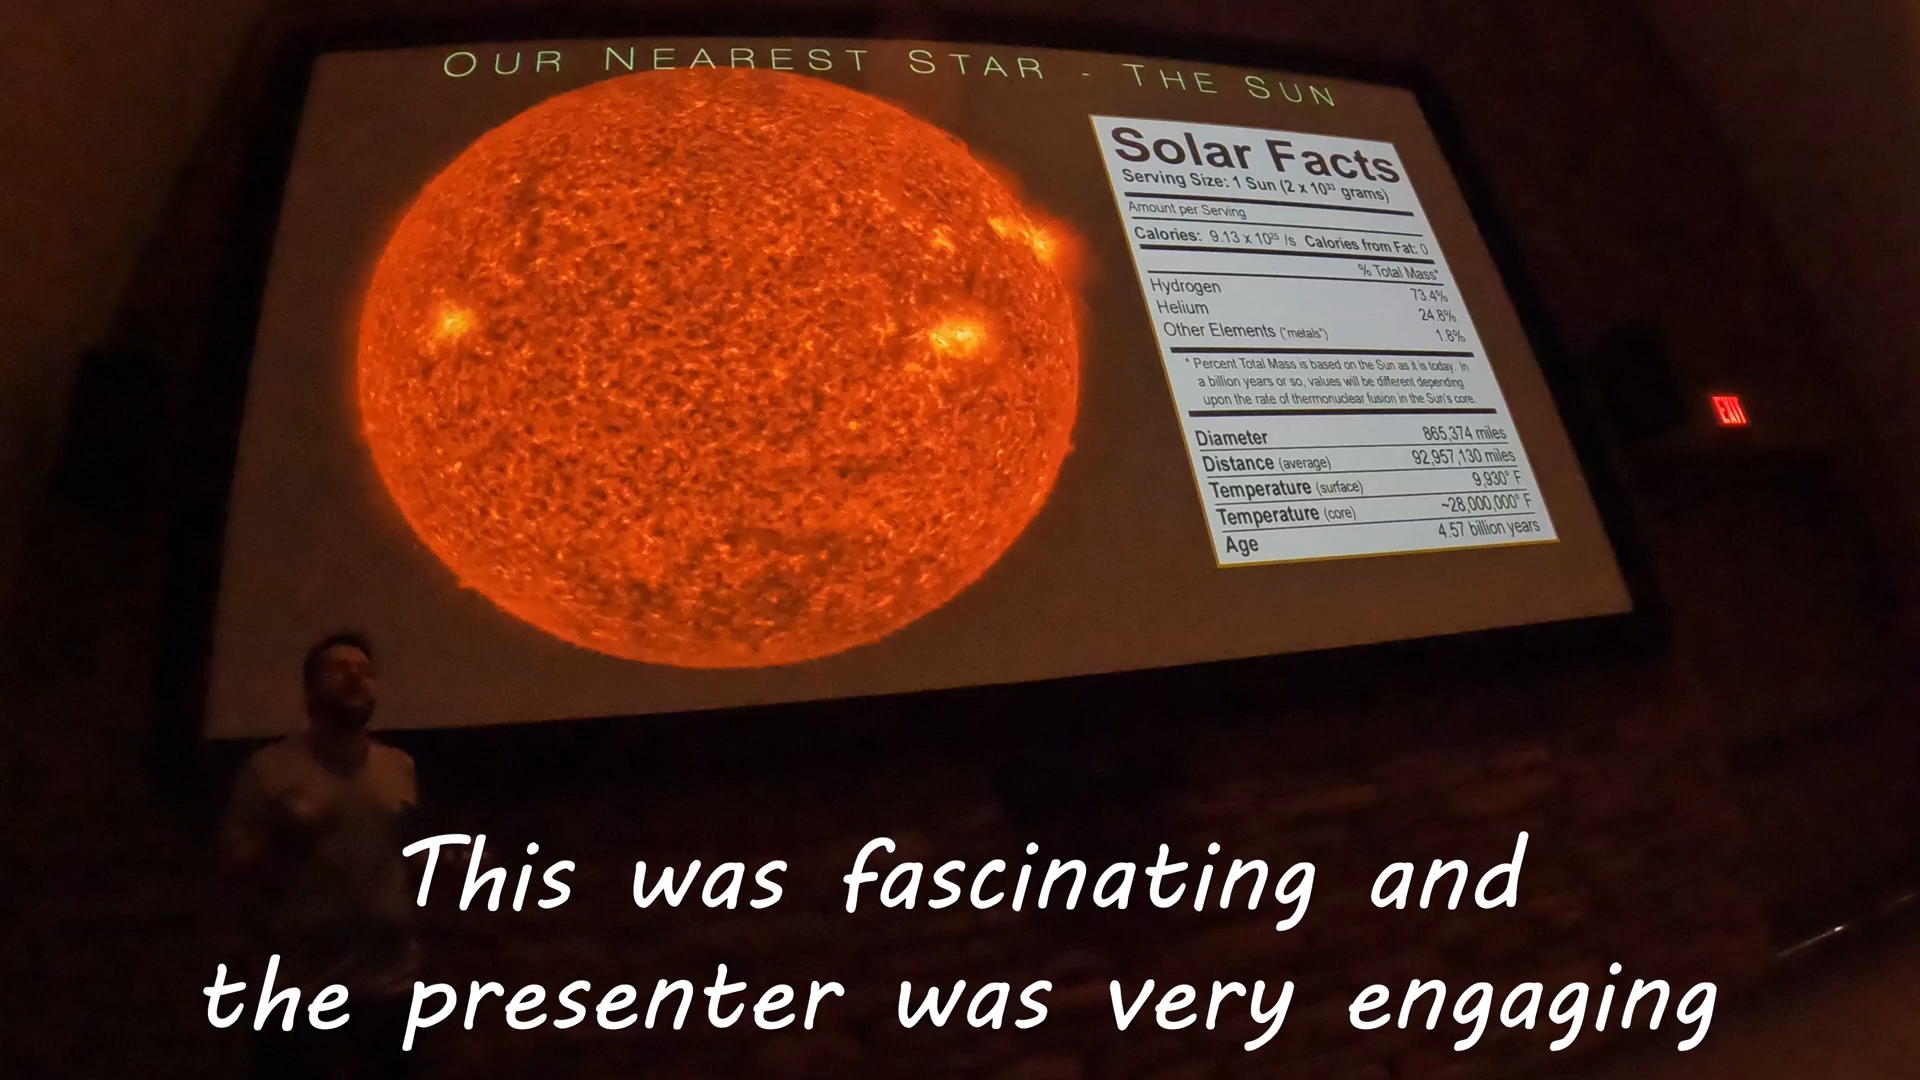 OUR NEAREST STAR - THE SUN
Solar Facts
Serving Size: 1 Sun (2 x 10³³ grams)
Amount per Serving
Calories: 9.13 x 10²⁵ /s Calories from Fat: 0
% Total Mass*
Hydrogen 73.4%
Helium 24.8%
Other Elements ("metals") 1.8%
* Percent Total Mass is based on the Sun as it is today. In
a billion years or so, values will be different depending
upon the rate of thermonuclear fusion in the Sun's core.
Diameter 865,374 miles
Distance (average) 92,957,130 miles
Temperature (surface) 9,930° F
Temperature (core) ~28,000,000° F
Age 4.57 billion years
EXIT
This was fascinating and
the presenter was very engaging